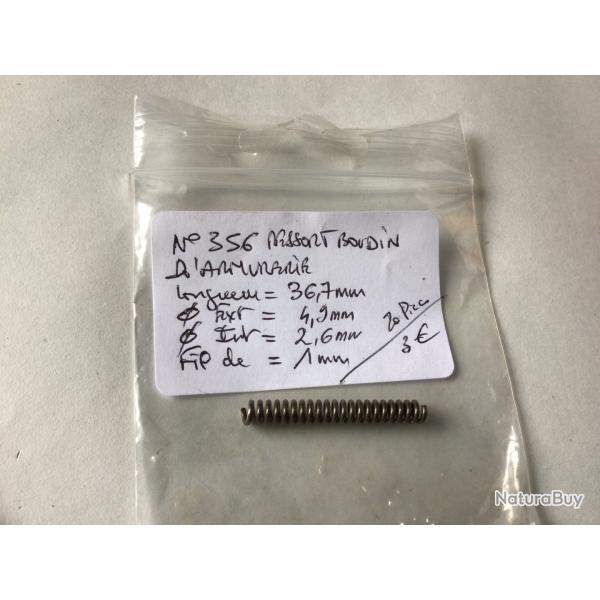 N° 356 RESSORT BOUDIN
D'ARMURERIE
longueur = 36,7mm
Ø Ext = 4,9mm
Ø Int = 2,6mm
Fil de = 1mm
20 Pièces
3 €
NaturaBuy